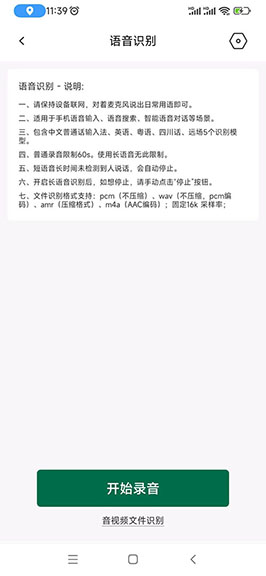 11:39
语音识别
语音识别 - 说明:
一、请保持设备联网，对着麦克风说出日常用语即可。
二、适用于手机语音输入、语音搜索、智能语音对话等场景。
三、包含中文普通话输入法、英语、粤语、四川话、远场5个识别模
型。
四、普通录音限制60s。使用长语音无此限制。
五、短语音长时间未检测到人说话，会自动停止。
六、开启长语音识别后，如想停止，请手动点击“停止”按钮。
七、文件识别格式支持：pcm（不压缩）、wav（不压缩，pcm编
码）、amr（压缩格式）、m4a（AAC编码）；固定16k 采样率；
开始录音
音视频文件识别